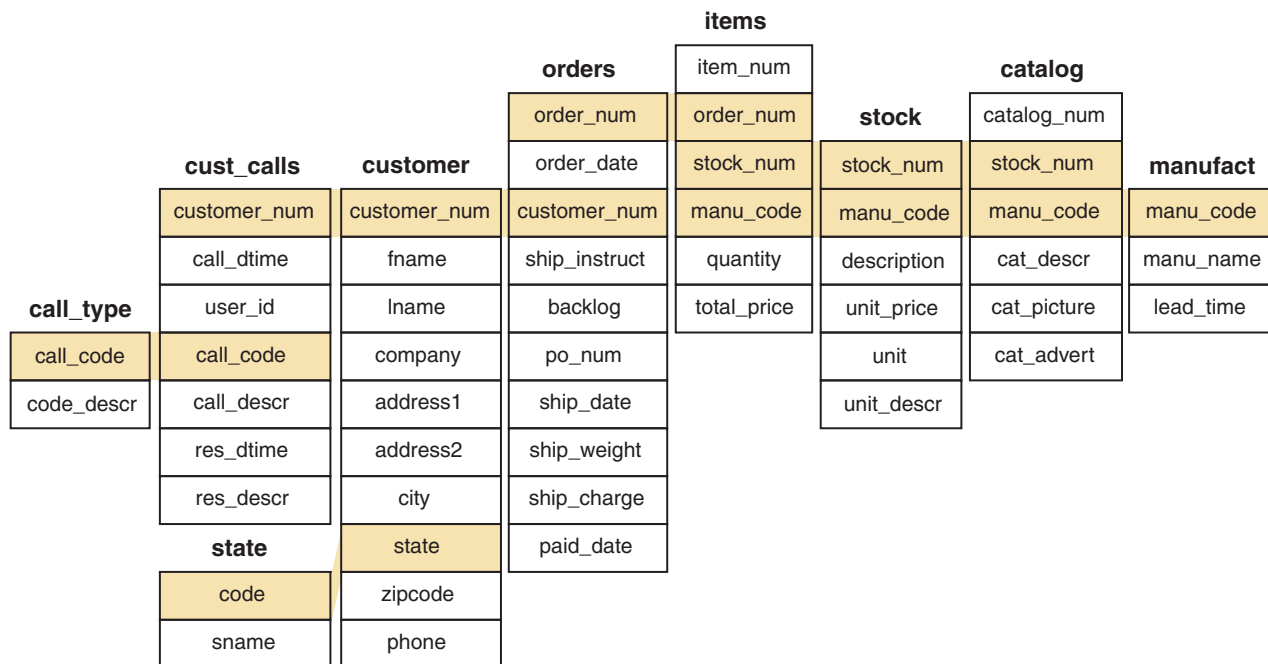 call_type
call_code
code_descr
cust_calls
customer_num
call_dtime
user_id
call_code
call_descr
res_dtime
res_descr
state
code
sname
customer
customer_num
fname
lname
company
address1
address2
city
state
zipcode
phone
orders
order_num
order_date
customer_num
ship_instruct
backlog
po_num
ship_date
ship_weight
ship_charge
paid_date
items
item_num
order_num
stock_num
manu_code
quantity
total_price
stock
stock_num
manu_code
description
unit_price
unit
unit_descr
catalog
catalog_num
stock_num
manu_code
cat_descr
cat_picture
cat_advert
manufact
manu_code
manu_name
lead_time